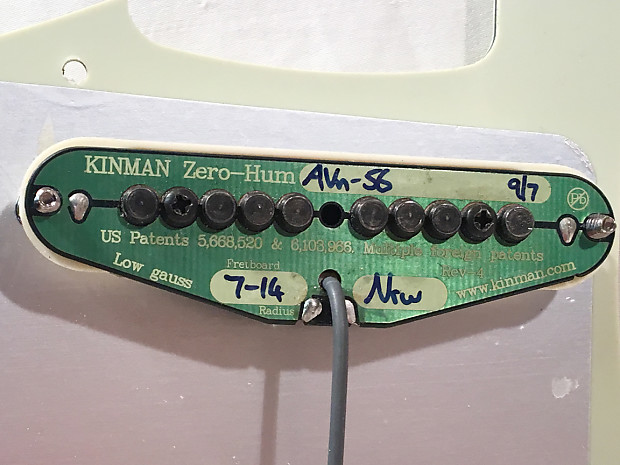 KINMAN Zero-Hum AVn-56 9/7
Pb
US Patents 5,668,520 & 6,103,966. Multiple foreign patents
Low gauss Fretboard Rev-4
7-14 Nrw www.kinman.com
Radius